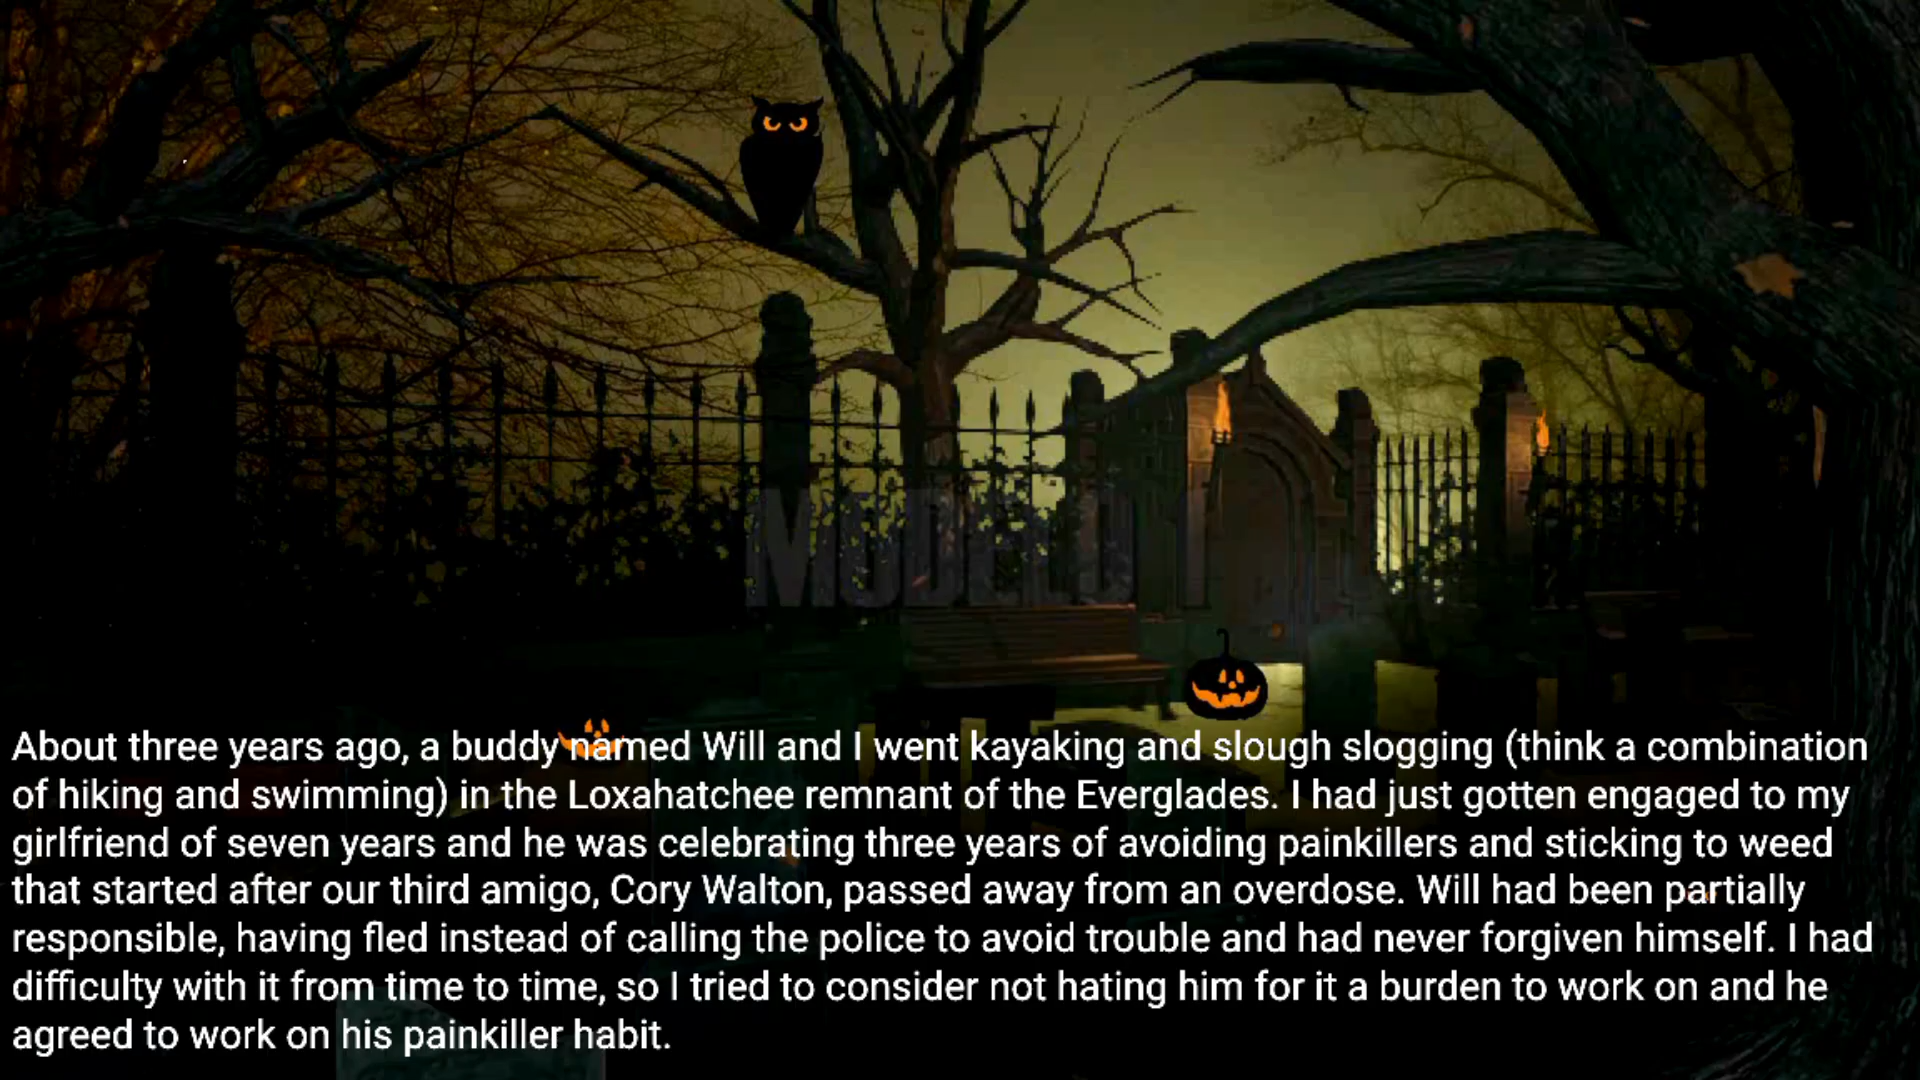 About three years ago, a buddy named Will and I went kayaking and slough slogging (think a combination
of hiking and swimming) in the Loxahatchee remnant of the Everglades. I had just gotten engaged to my
girlfriend of seven years and he was celebrating three years of avoiding painkillers and sticking to weed
that started after our third amigo, Cory Walton, passed away from an overdose. Will had been partially
responsible, having fled instead of calling the police to avoid trouble and had never forgiven himself. I had
difficulty with it from time to time, so I tried to consider not hating him for it a burden to work on and he
agreed to work on his painkiller habit.